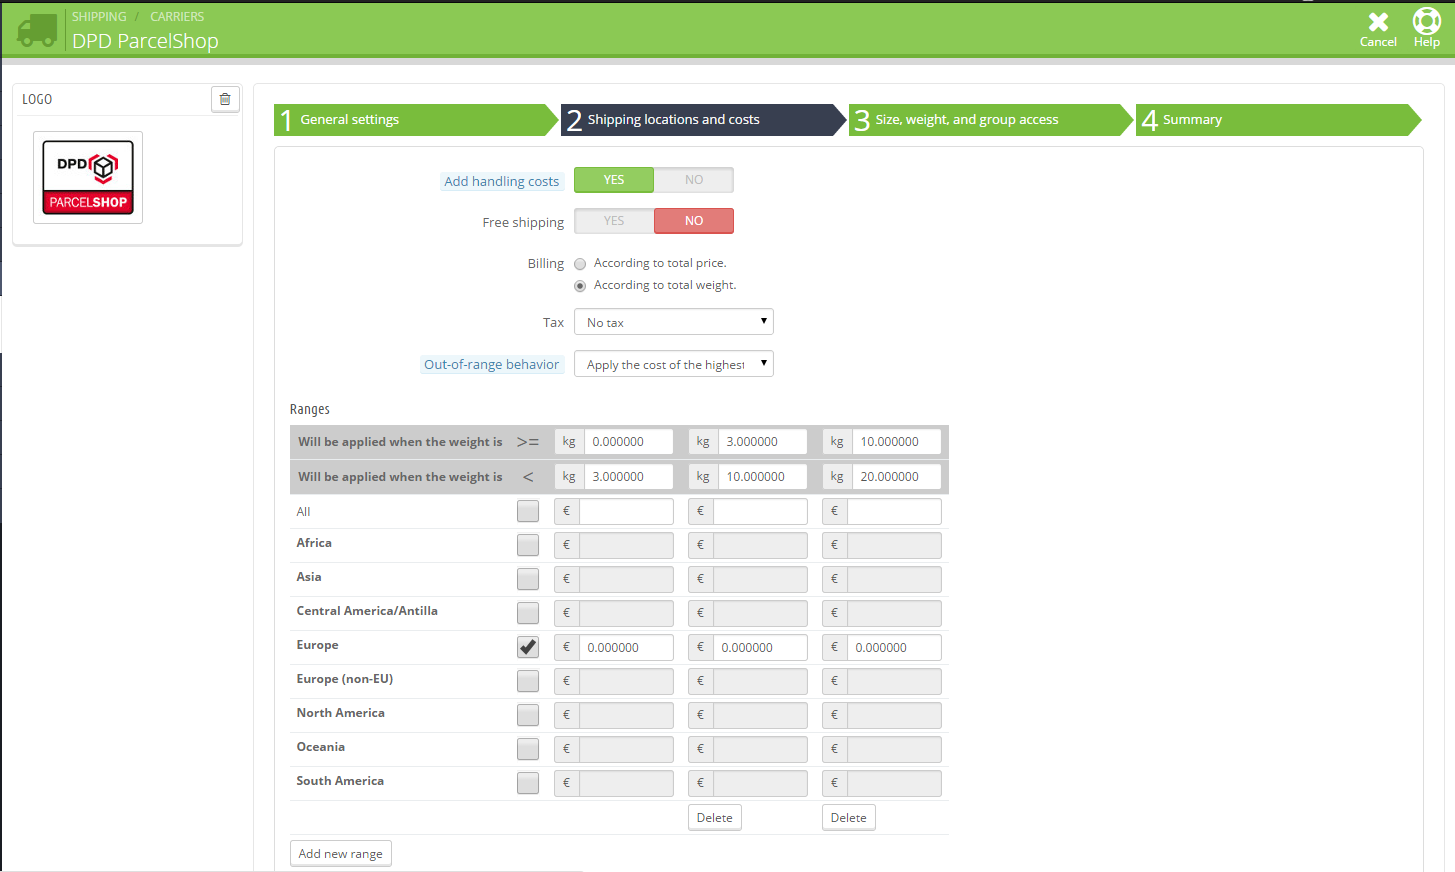 SHIPPING / CARRIERS
DPD ParcelShop
Cancel
Help
LOGO
DPD
PARCELSHOP
1 General settings
2 Shipping locations and costs
3 Size, weight, and group access
4 Summary
Add handling costs YES NO
Free shipping YES NO
Billing According to total price.
According to total weight.
Tax No tax
Out-of-range behavior Apply the cost of the highest
Ranges
Will be applied when the weight is >= kg 0.000000 kg 3.000000 kg 10.000000
Will be applied when the weight is < kg 3.000000 kg 10.000000 kg 20.000000
All € € €
Africa € € €
Asia € € €
Central America/Antilla € € €
Europe € 0.000000 € 0.000000 € 0.000000
Europe (non-EU) € € €
North America € € €
Oceania € € €
South America € € €
Delete Delete
Add new range